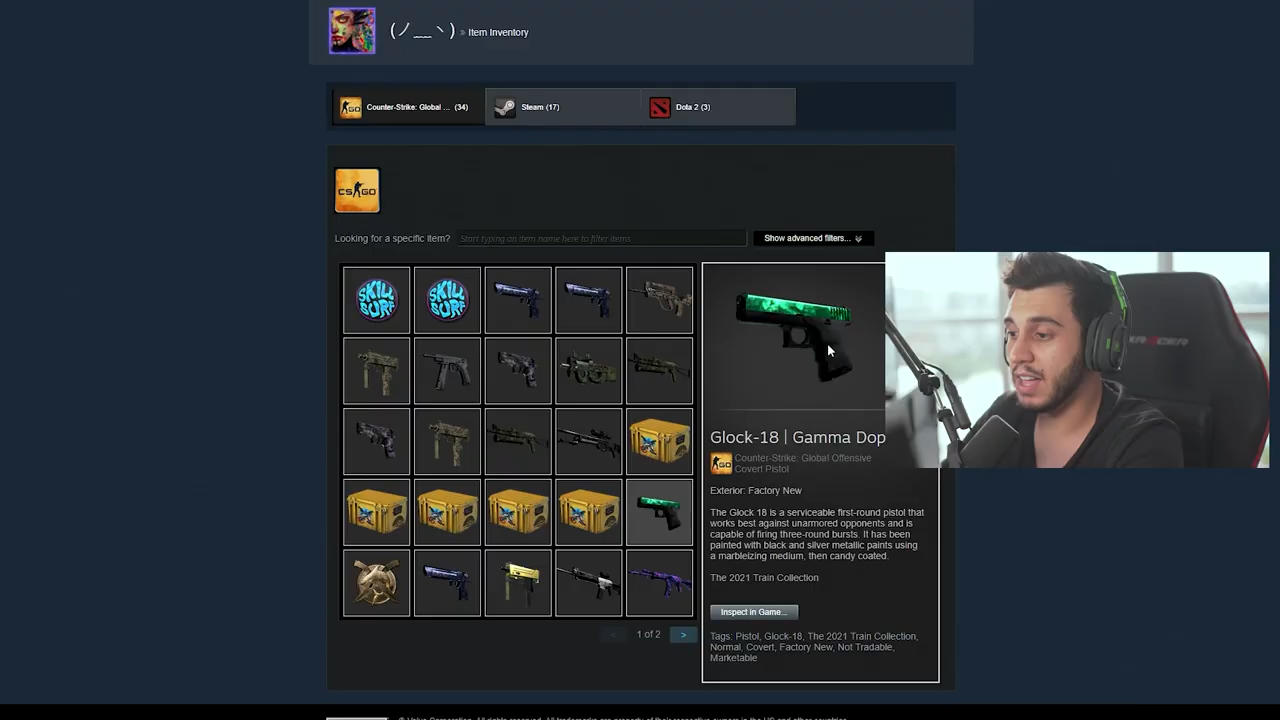 (ノ﹏ヽ) » Item Inventory
Counter-Strike: Global ... (34)
Steam (17)
Dota 2 (3)
CS GO
Looking for a specific item?
Start typing an item name here to filter items
Show advanced filters...
SKILL SURF
SKILL SURF
Glock-18 | Gamma Dop
Counter-Strike: Global Offensive
Covert Pistol
Exterior: Factory New
The Glock 18 is a serviceable first-round pistol that
works best against unarmored opponents and is
capable of firing three-round bursts. It has been
painted with black and silver metallic paints using
a marbleizing medium, then candy coated.
The 2021 Train Collection
Inspect in Game...
Tags: Pistol, Glock-18, The 2021 Train Collection,
Normal, Covert, Factory New, Not Tradable,
Marketable
< 1 of 2 >